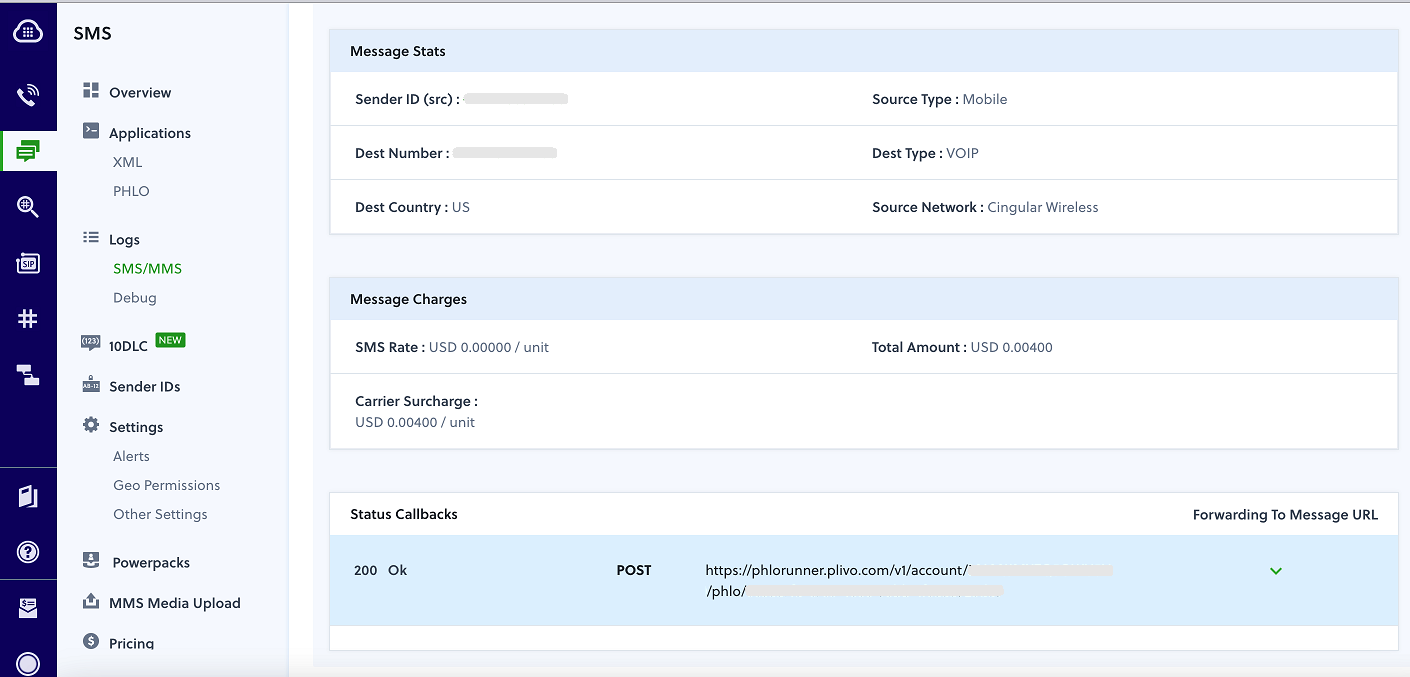 SMS
Overview
Applications
XML
PHLO
Logs
SMS/MMS
Debug
10DLC NEW
Sender IDs
Settings
Alerts
Geo Permissions
Other Settings
Powerpacks
MMS Media Upload
Pricing
SIP
(123)
AB-12
Message Stats
Sender ID (src) :
Source Type : Mobile
Dest Number :
Dest Type : VOIP
Dest Country : US
Source Network : Cingular Wireless
Message Charges
SMS Rate : USD 0.00000 / unit
Total Amount : USD 0.00400
Carrier Surcharge :
USD 0.00400 / unit
Status Callbacks
Forwarding To Message URL
200 Ok
POST
https://phlorunner.plivo.com/v1/account/
/phlo/